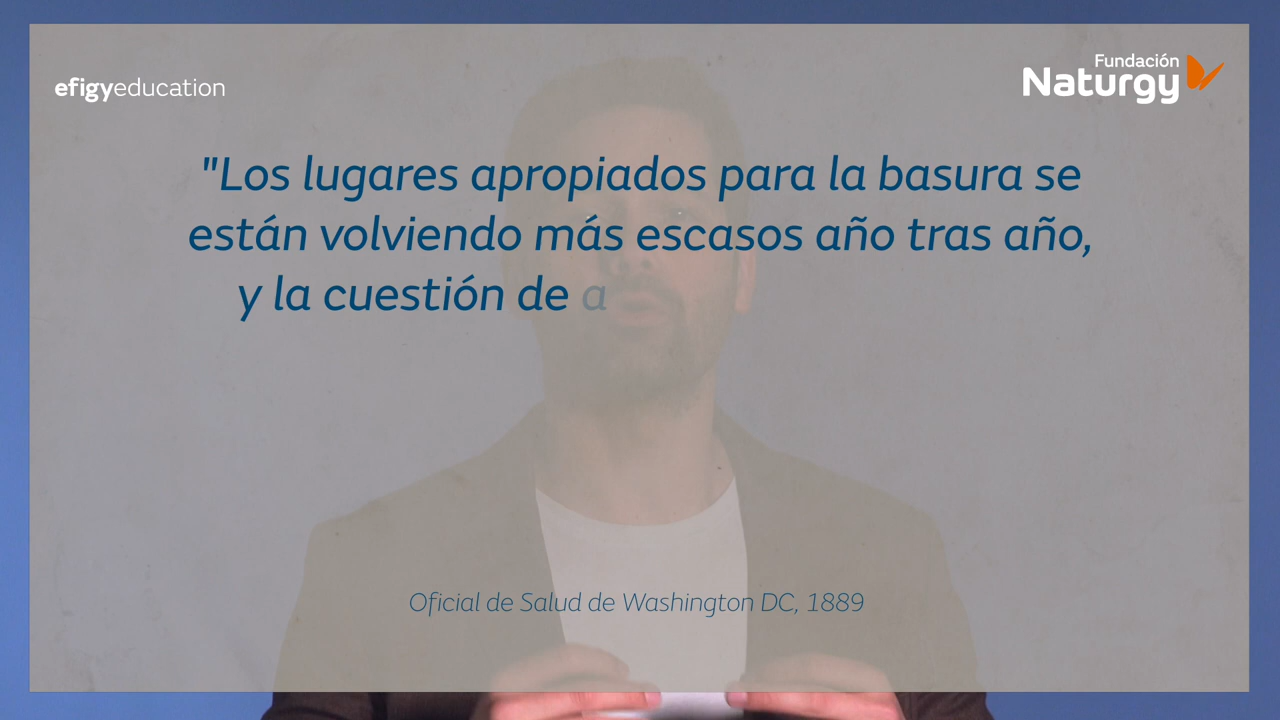 efigyeducation
Fundación
Naturgy
"Los lugares apropiados para la basura se
están volviendo más escasos año tras año,
y la cuestión de a
Oficial de Salud de Washington DC, 1889